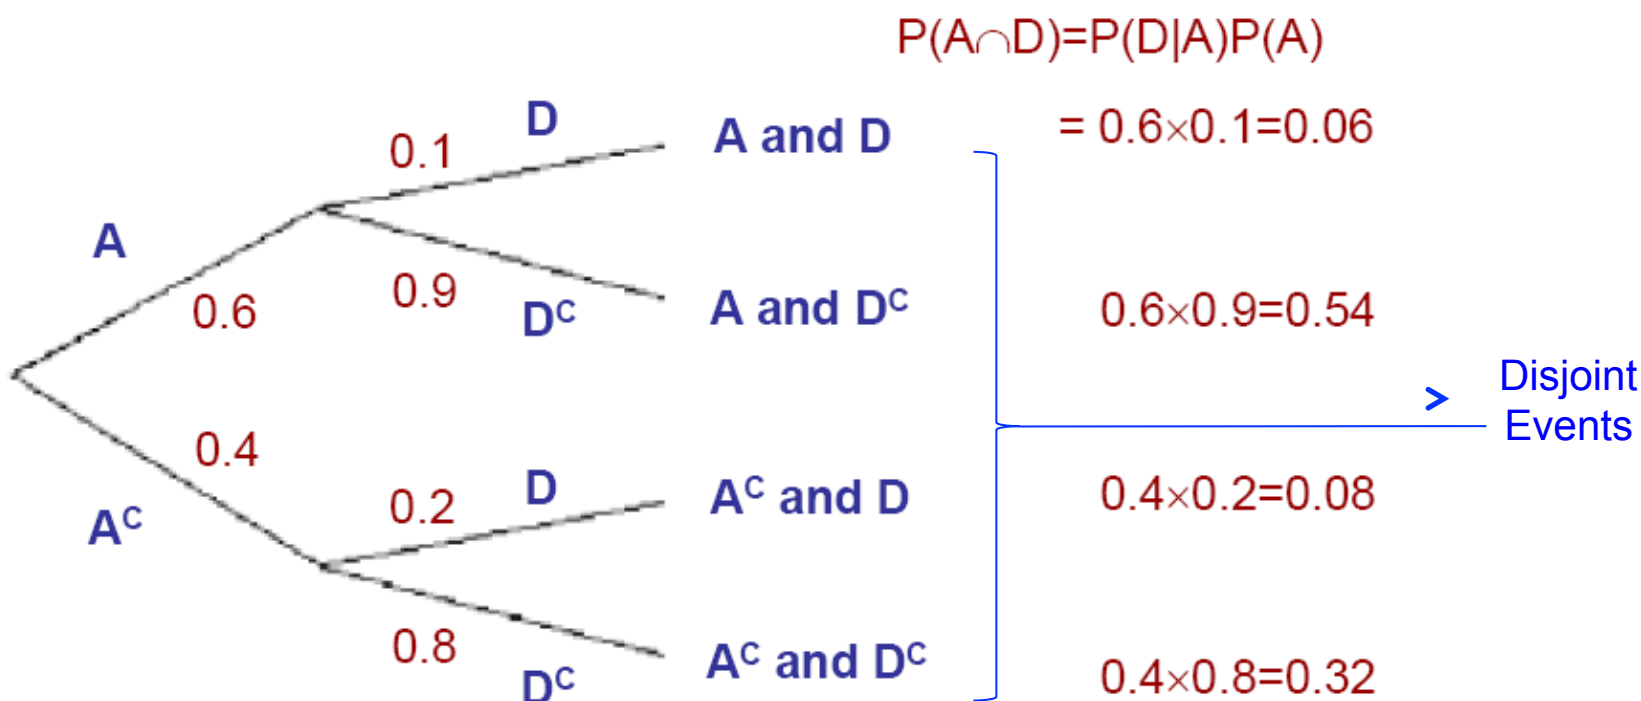 P(A∩D)=P(D|A)P(A)
D
0.1
A and D
= 0.6×0.1=0.06
A
0.6
0.9
Dᶜ
A and Dᶜ
0.6×0.9=0.54
>
Disjoint
Events
0.4
Aᶜ
0.2
D
Aᶜ and D
0.4×0.2=0.08
0.8
Dᶜ
Aᶜ and Dᶜ
0.4×0.8=0.32